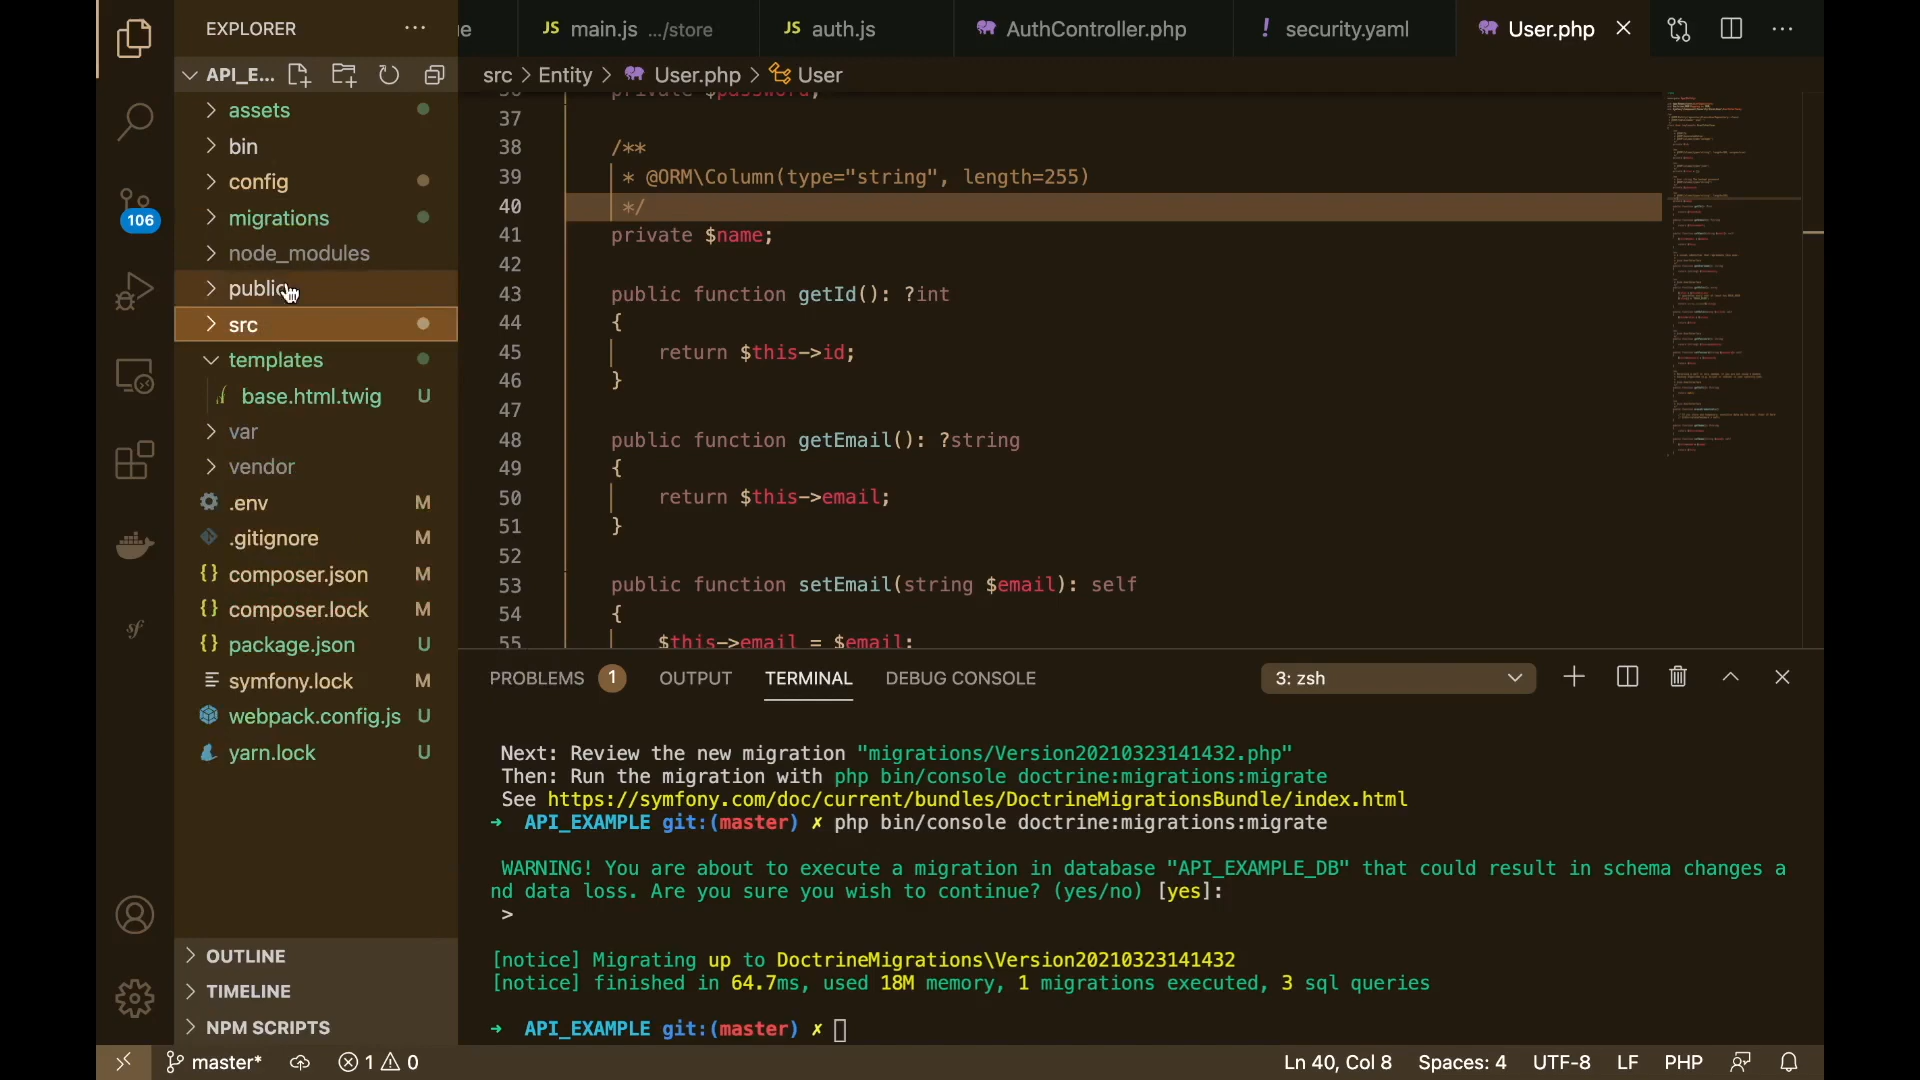 EXPLORER
API_E...
assets
bin
config
migrations
node_modules
public
src
templates
base.html.twig U
var
vendor
.env M
.gitignore M
composer.json M
composer.lock M
package.json U
symfony.lock M
webpack.config.js U
yarn.lock U
OUTLINE
TIMELINE
NPM SCRIPTS
106
sf
e
JS main.js .../store
JS auth.js
AuthController.php
! security.yaml
User.php
src > Entity > User.php > User
36 private $password;
37
38 /**
39 * @ORM\Column(type="string", length=255)
40 */
41 private $name;
42
43 public function getId(): ?int
44 {
45 return $this->id;
46 }
47
48 public function getEmail(): ?string
49 {
50 return $this->email;
51 }
52
53 public function setEmail(string $email): self
54 {
55 $this->email = $email;
PROBLEMS 1 OUTPUT TERMINAL DEBUG CONSOLE 3: zsh
Next: Review the new migration "migrations/Version20210323141432.php"
Then: Run the migration with php bin/console doctrine:migrations:migrate
See https://symfony.com/doc/current/bundles/DoctrineMigrationsBundle/index.html
➜ API_EXAMPLE git:(master) ✗ php bin/console doctrine:migrations:migrate
WARNING! You are about to execute a migration in database "API_EXAMPLE_DB" that could result in schema changes a
nd data loss. Are you sure you wish to continue? (yes/no) [yes]:
>
[notice] Migrating up to DoctrineMigrations\Version20210323141432
[notice] finished in 64.7ms, used 18M memory, 1 migrations executed, 3 sql queries
➜ API_EXAMPLE git:(master) ✗
master* 1 0 Ln 40, Col 8 Spaces: 4 UTF-8 LF PHP